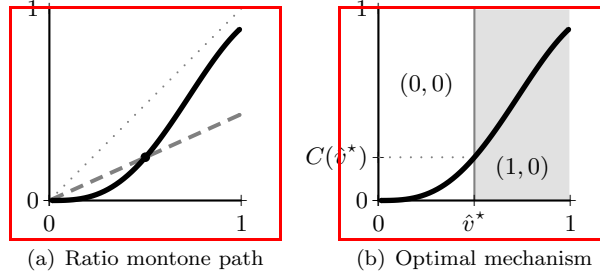 1
0
0
1
(a) Ratio montone path
1
(0, 0)
C(v̂⋆)
(1, 0)
0
0
v̂⋆
1
(b) Optimal mechanism